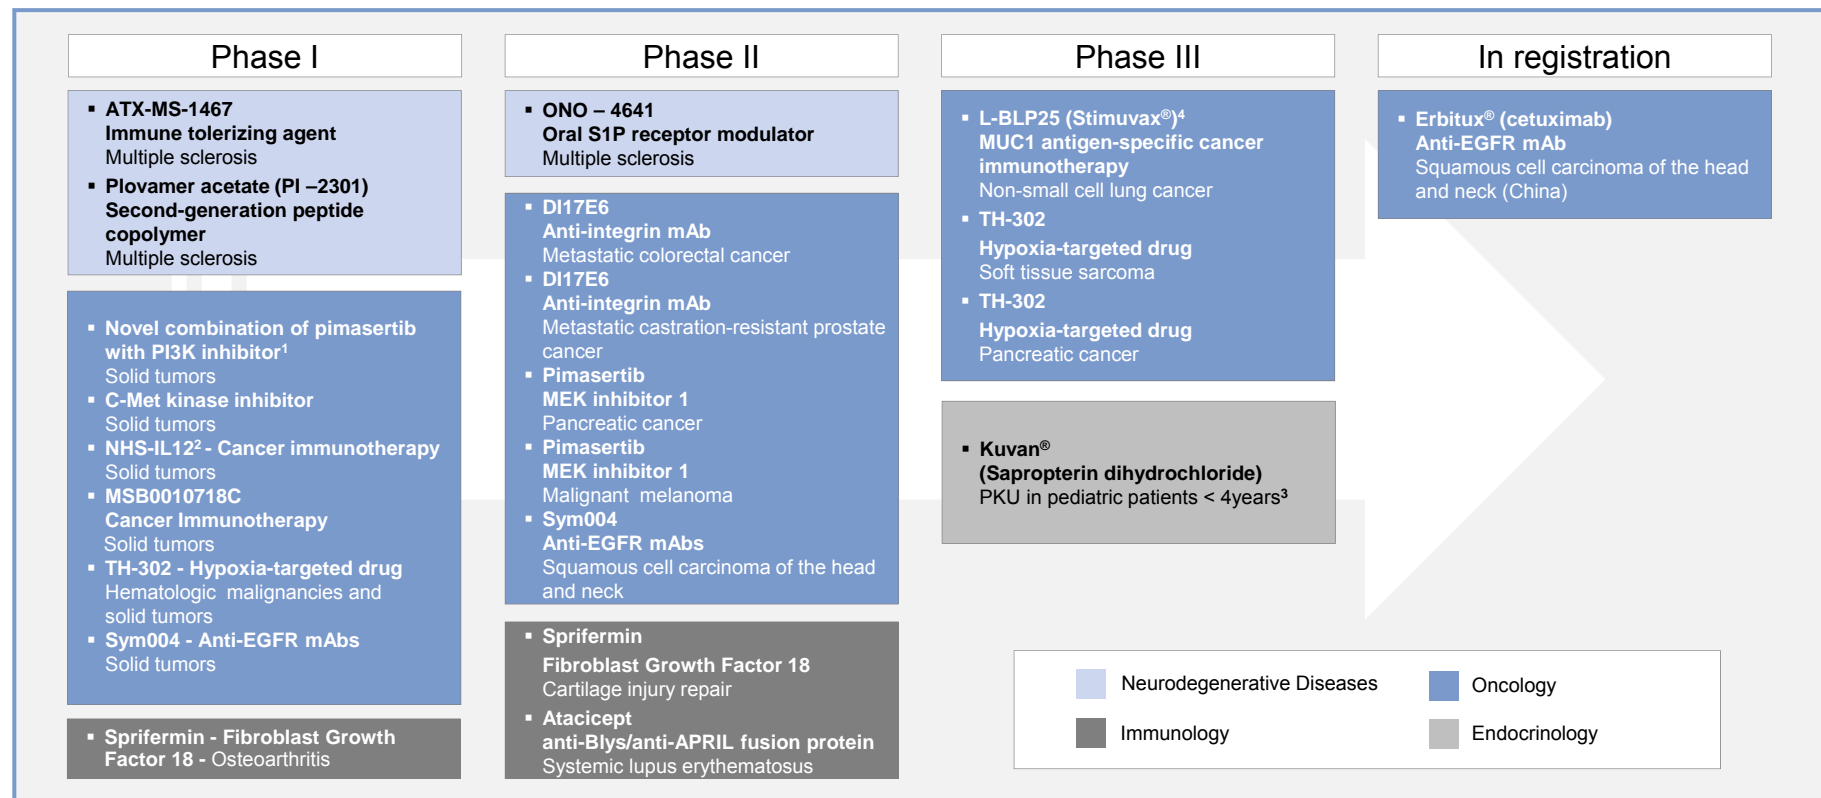 Phase I
ATX-MS-1467
Immune tolerizing agent
Multiple sclerosis
Plovamer acetate (PI –2301)
Second-generation peptide
copolymer
Multiple sclerosis
Novel combination of pimasertib
with PI3K inhibitor¹
Solid tumors
C-Met kinase inhibitor
Solid tumors
NHS-IL12² - Cancer immunotherapy
Solid tumors
MSB0010718C
Cancer Immunotherapy
Solid tumors
TH-302 - Hypoxia-targeted drug
Hematologic malignancies and
solid tumors
Sym004 - Anti-EGFR mAbs
Solid tumors
Sprifermin - Fibroblast Growth
Factor 18 - Osteoarthritis
Phase II
ONO – 4641
Oral S1P receptor modulator
Multiple sclerosis
DI17E6
Anti-integrin mAb
Metastatic colorectal cancer
DI17E6
Anti-integrin mAb
Metastatic castration-resistant prostate
cancer
Pimasertib
MEK inhibitor 1
Pancreatic cancer
Pimasertib
MEK inhibitor 1
Malignant melanoma
Sym004
Anti-EGFR mAbs
Squamous cell carcinoma of the head
and neck
Sprifermin
Fibroblast Growth Factor 18
Cartilage injury repair
Atacicept
anti-Blys/anti-APRIL fusion protein
Systemic lupus erythematosus
Phase III
L-BLP25 (Stimuvax®)⁴
MUC1 antigen-specific cancer
immunotherapy
Non-small cell lung cancer
TH-302
Hypoxia-targeted drug
Soft tissue sarcoma
TH-302
Hypoxia-targeted drug
Pancreatic cancer
Kuvan®
(Sapropterin dihydrochloride)
PKU in pediatric patients < 4years³
In registration
Erbitux® (cetuximab)
Anti-EGFR mAb
Squamous cell carcinoma of the head
and neck (China)
Neurodegenerative Diseases
Oncology
Immunology
Endocrinology